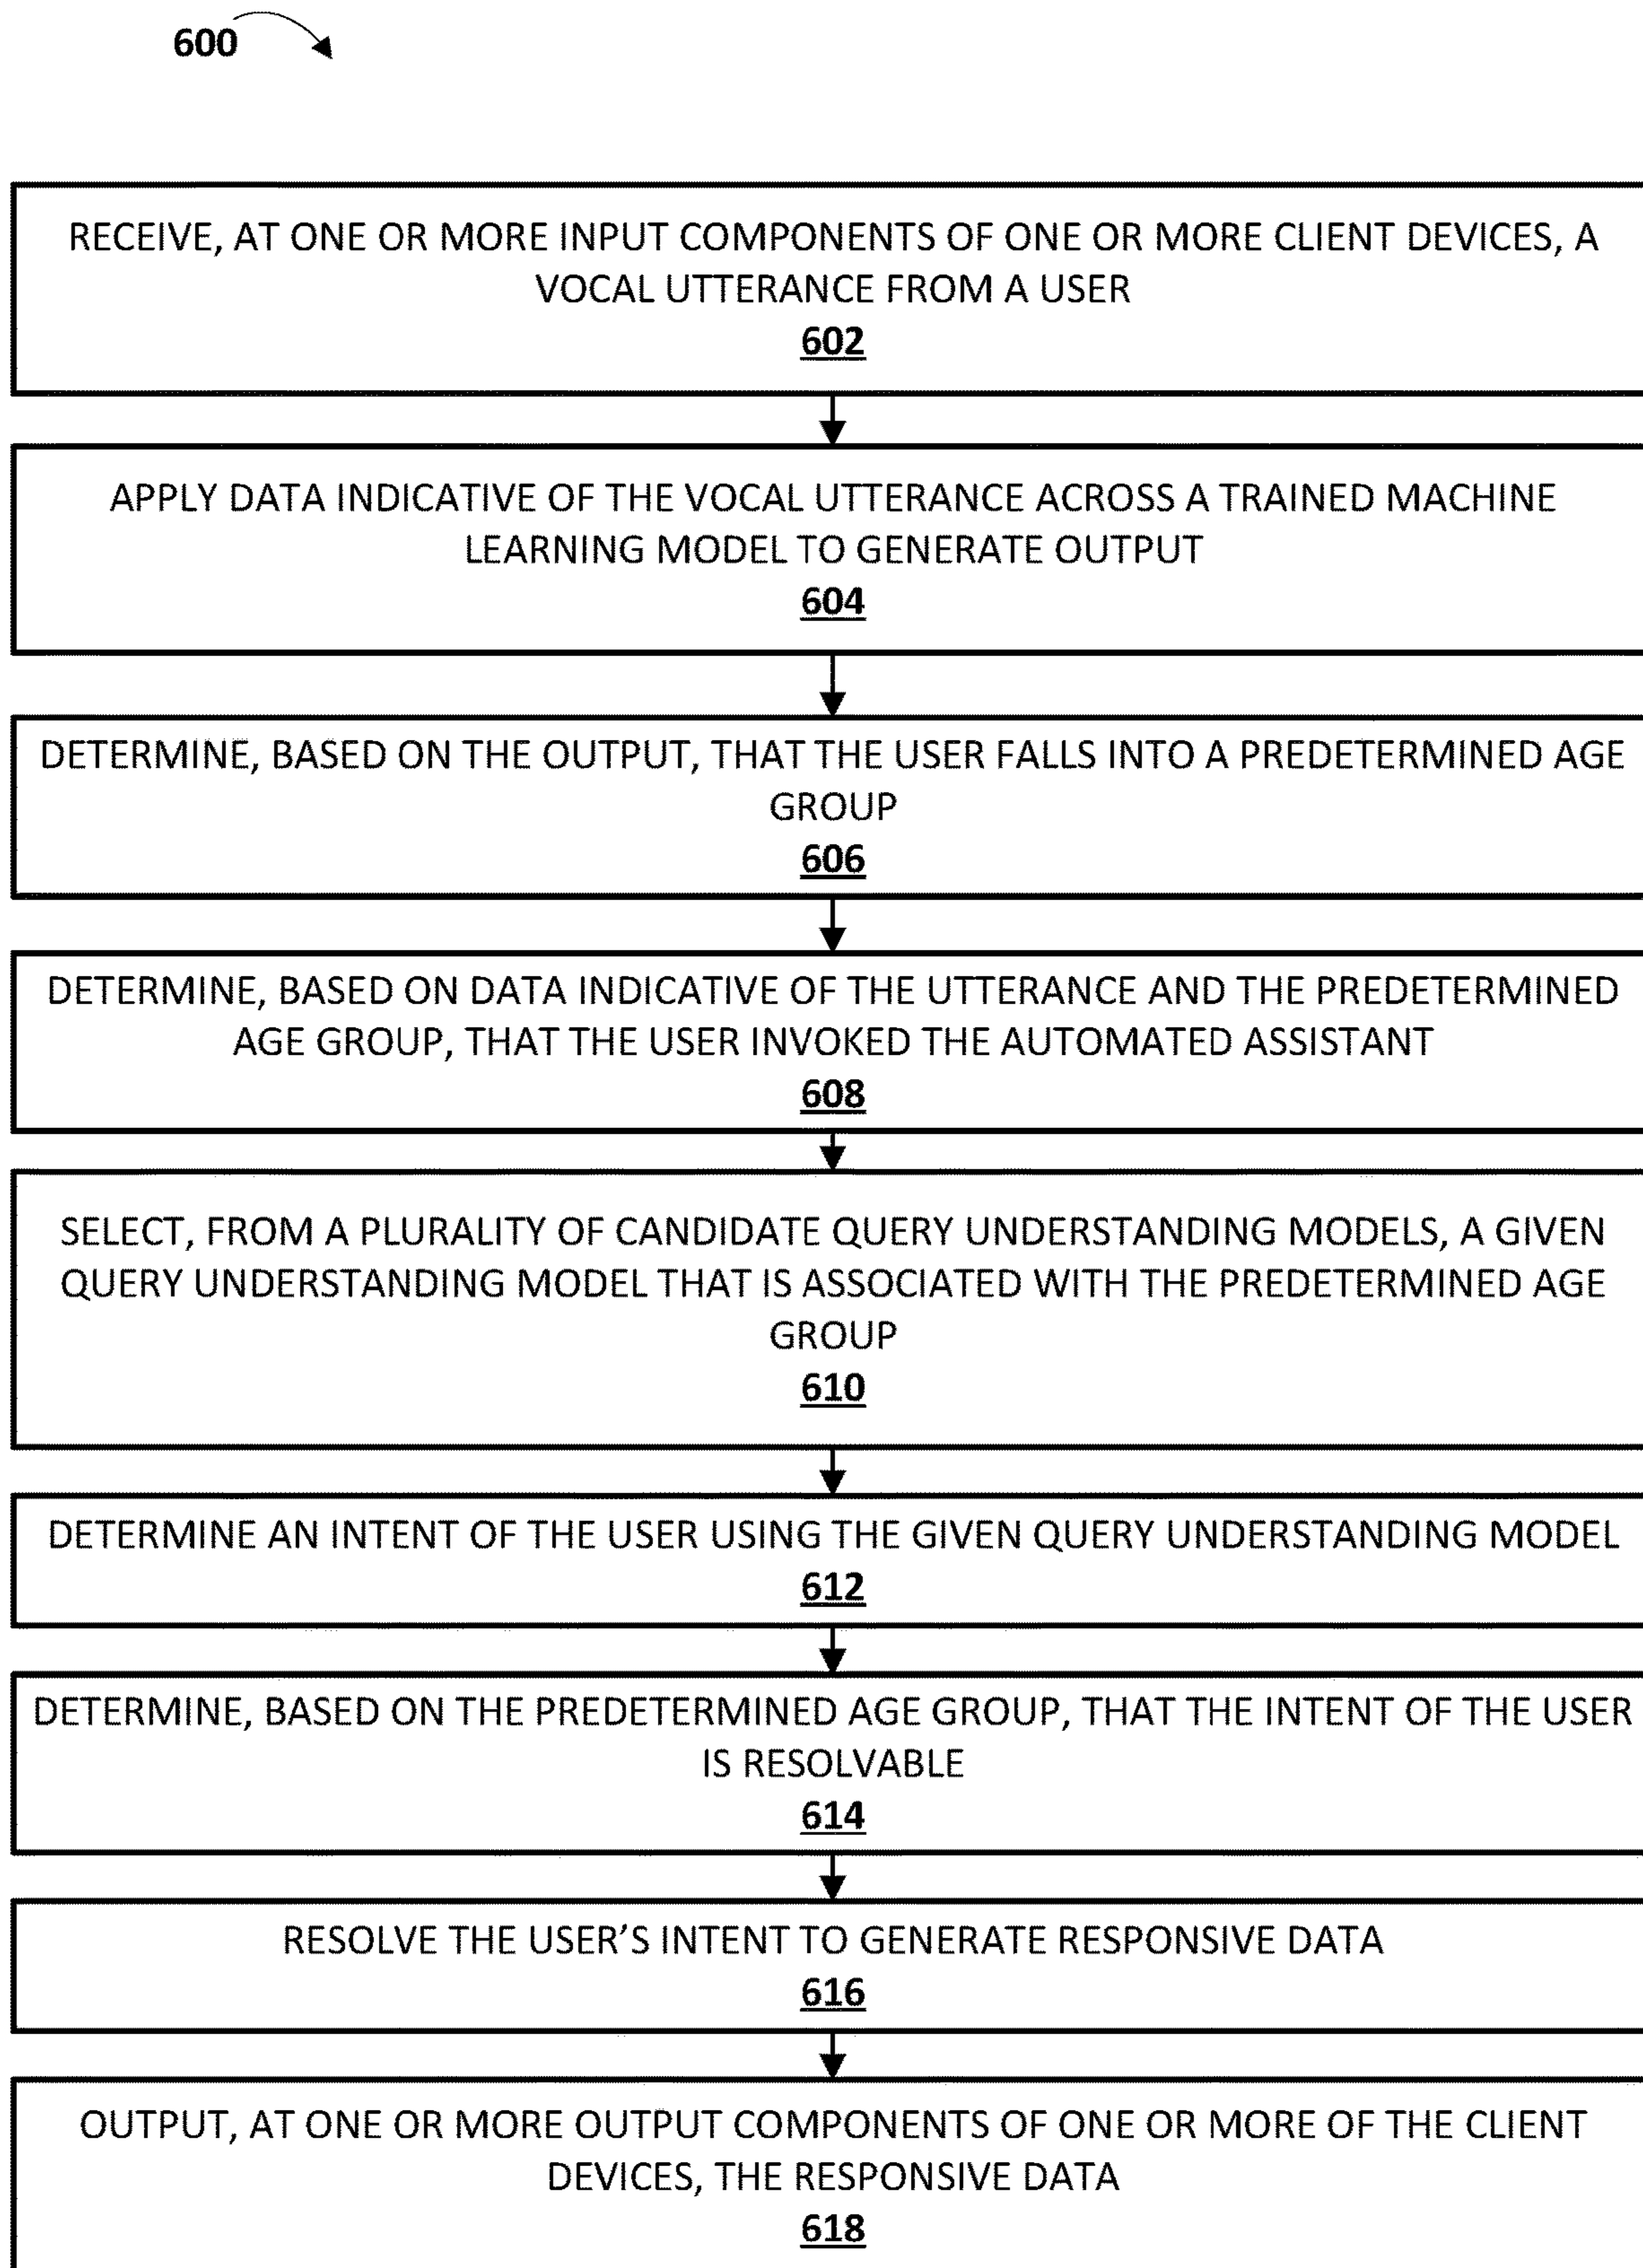 600
RECEIVE, AT ONE OR MORE INPUT COMPONENTS OF ONE OR MORE CLIENT DEVICES, A
VOCAL UTTERANCE FROM A USER
602
APPLY DATA INDICATIVE OF THE VOCAL UTTERANCE ACROSS A TRAINED MACHINE
LEARNING MODEL TO GENERATE OUTPUT
604
DETERMINE, BASED ON THE OUTPUT, THAT THE USER FALLS INTO A PREDETERMINED AGE
GROUP
606
DETERMINE, BASED ON DATA INDICATIVE OF THE UTTERANCE AND THE PREDETERMINED
AGE GROUP, THAT THE USER INVOKED THE AUTOMATED ASSISTANT
608
SELECT, FROM A PLURALITY OF CANDIDATE QUERY UNDERSTANDING MODELS, A GIVEN
QUERY UNDERSTANDING MODEL THAT IS ASSOCIATED WITH THE PREDETERMINED AGE
GROUP
610
DETERMINE AN INTENT OF THE USER USING THE GIVEN QUERY UNDERSTANDING MODEL
612
DETERMINE, BASED ON THE PREDETERMINED AGE GROUP, THAT THE INTENT OF THE USER
IS RESOLVABLE
614
RESOLVE THE USER'S INTENT TO GENERATE RESPONSIVE DATA
616
OUTPUT, AT ONE OR MORE OUTPUT COMPONENTS OF ONE OR MORE OF THE CLIENT
DEVICES, THE RESPONSIVE DATA
618